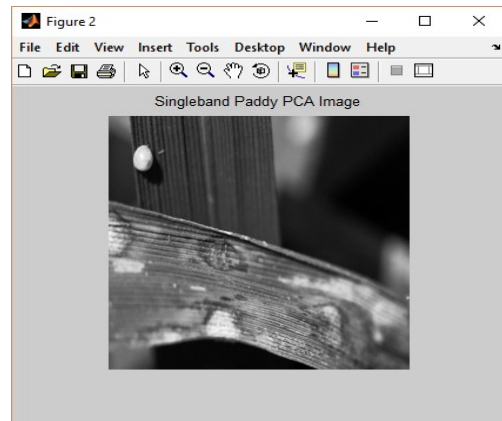 Figure 2
File Edit View Insert Tools Desktop Window Help
Singleband Paddy PCA Image